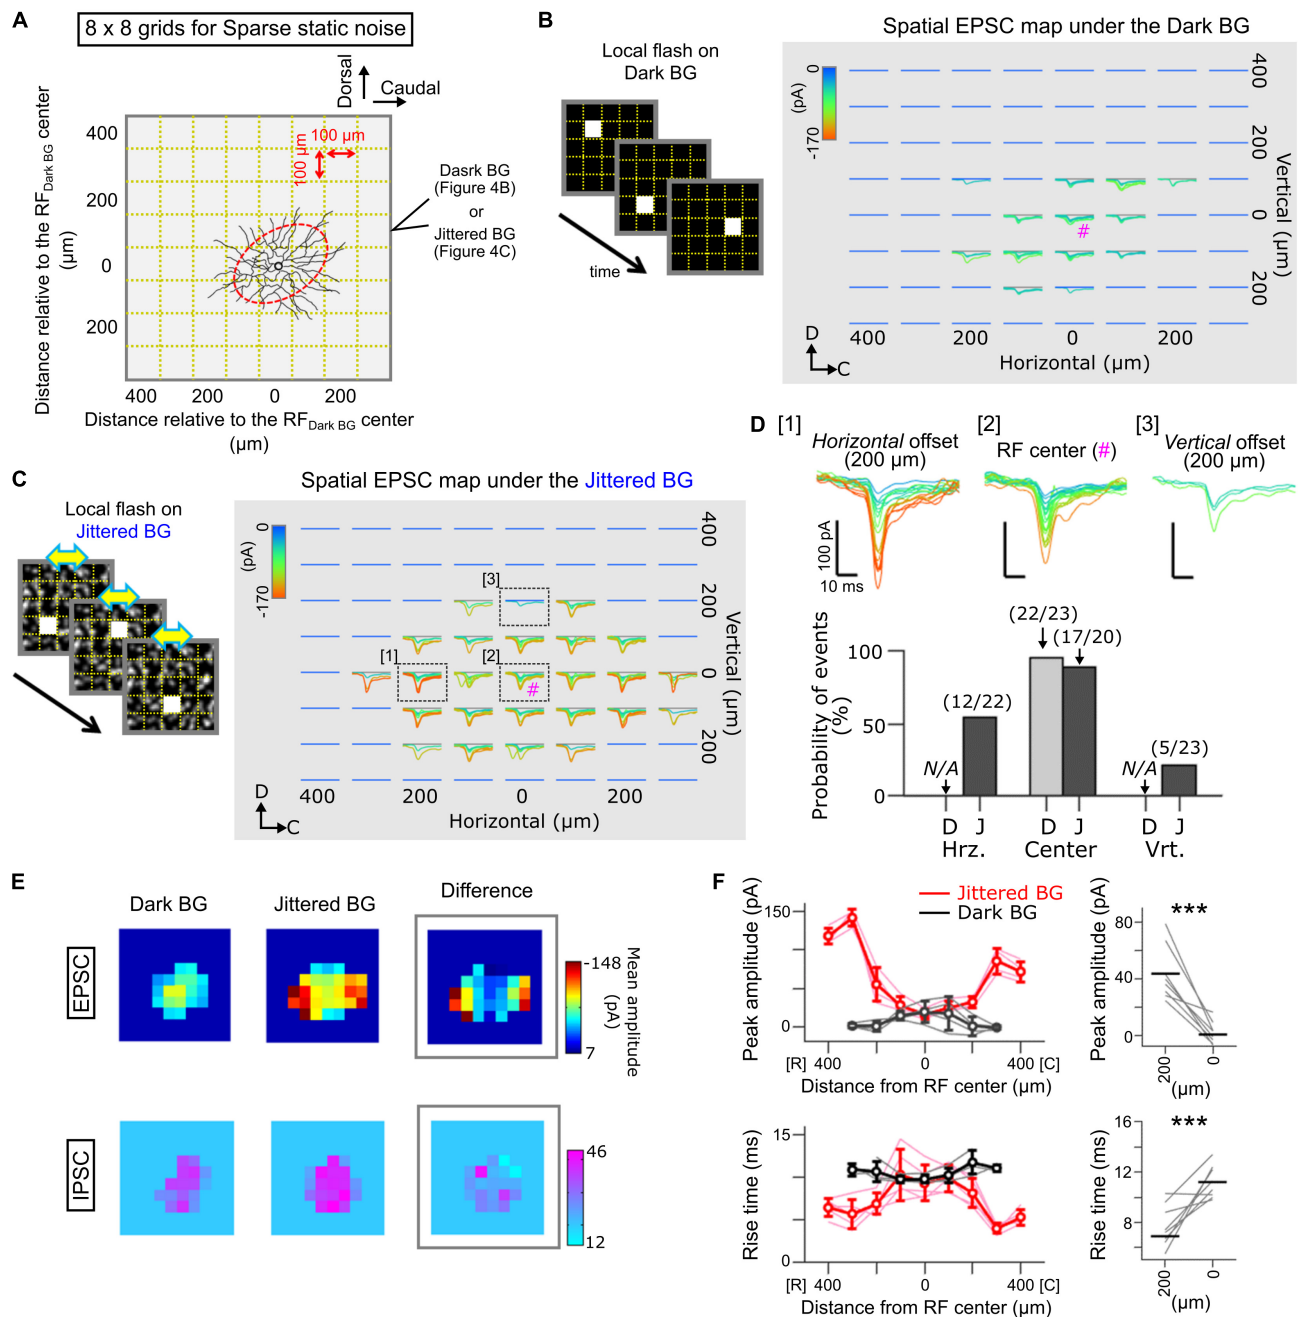 A
8 x 8 grids for Sparse static noise
Dorsal
Caudal
Distance relative to the RF Dark BG center
(µm)
400
200
0
200
100 µm
100 µm
Dasrk BG
(Figure 4B)
or
Jittered BG
(Figure 4C)
400 200 0 200
Distance relative to the RF Dark BG center
(µm)
B
Local flash on
Dark BG
time
Spatial EPSC map under the Dark BG
0
(pA)
-170
400
200
0
200
Vertical (µm)
#
400 200 0 200
Horizontal (µm)
D
C
C
Local flash on
Jittered BG
Spatial EPSC map under the Jittered BG
0
(pA)
-170
[3]
[1]
[2]
#
400
200
0
200
Vertical (µm)
400 200 0 200
Horizontal (µm)
D
C
D
[1]
Horizontal offset
(200 µm)
[2]
RF center (#)
[3]
Vertical offset
(200 µm)
100 pA
10 ms
Probability of events
(%)
100
50
0
(22/23)
(17/20)
(12/22)
(5/23)
N/A
N/A
D J D J D J
Hrz. Center Vrt.
E
Dark BG
Jittered BG
Difference
EPSC
-148
7
Mean amplitude
(pA)
IPSC
46
12
F
Jittered BG
Dark BG
Peak amplitude (pA)
150
0
[R] 400 0 400 [C]
Distance from RF center (µm)
Peak amplitude (pA)
80
40
0
***
200 0
(µm)
Rise time (ms)
15
0
[R] 400 0 400 [C]
Distance from RF center (µm)
Rise time (ms)
16
12
8
***
200 0
(µm)